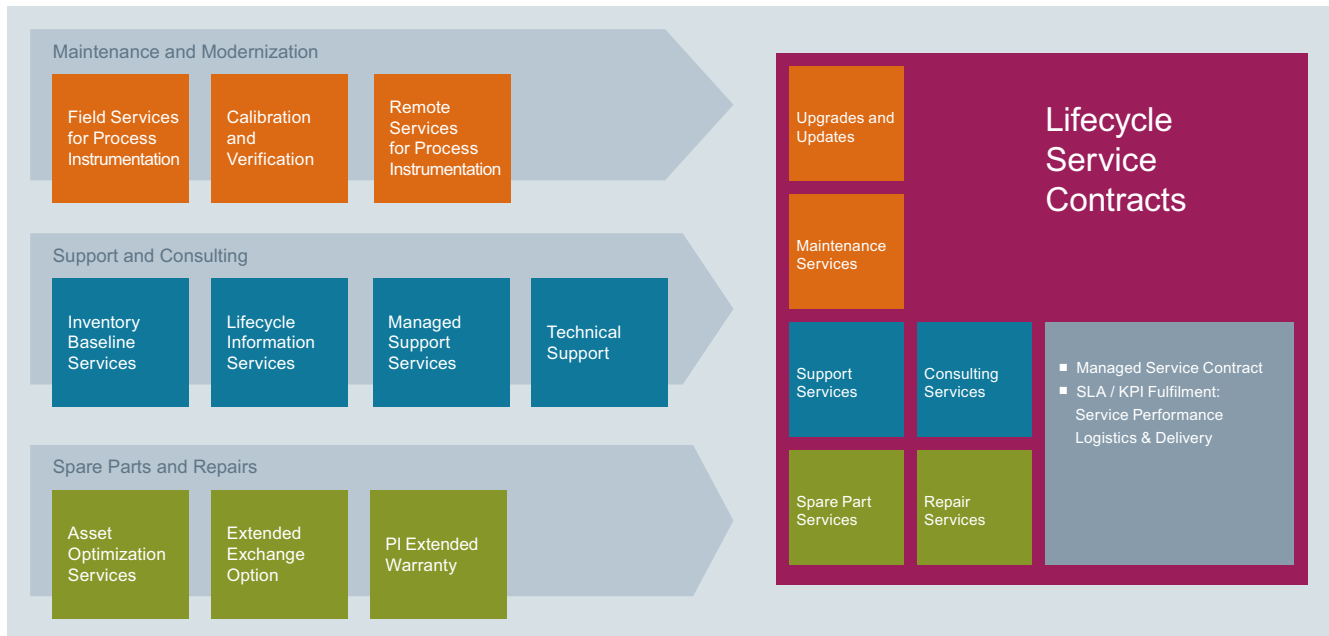 Maintenance and Modernization
Field Services
for Process
Instrumentation
Calibration
and
Verification
Remote
Services
for Process
Instrumentation
Support and Consulting
Inventory
Baseline
Services
Lifecycle
Information
Services
Managed
Support
Services
Technical
Support
Spare Parts and Repairs
Asset
Optimization
Services
Extended
Exchange
Option
PI Extended
Warranty
Lifecycle
Service
Contracts
Upgrades and
Updates
Maintenance
Services
Support
Services
Consulting
Services
Spare Part
Services
Repair
Services
■ Managed Service Contract
■ SLA / KPI Fulfilment:
Service Performance
Logistics & Delivery